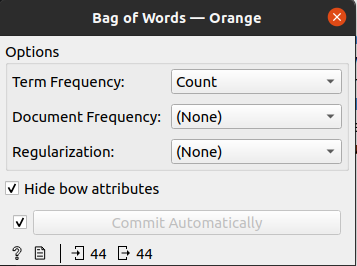 Bag of Words — Orange
Options
Term Frequency: Count
Document Frequency: (None)
Regularization: (None)
Hide bow attributes
Commit Automatically
? 44 44